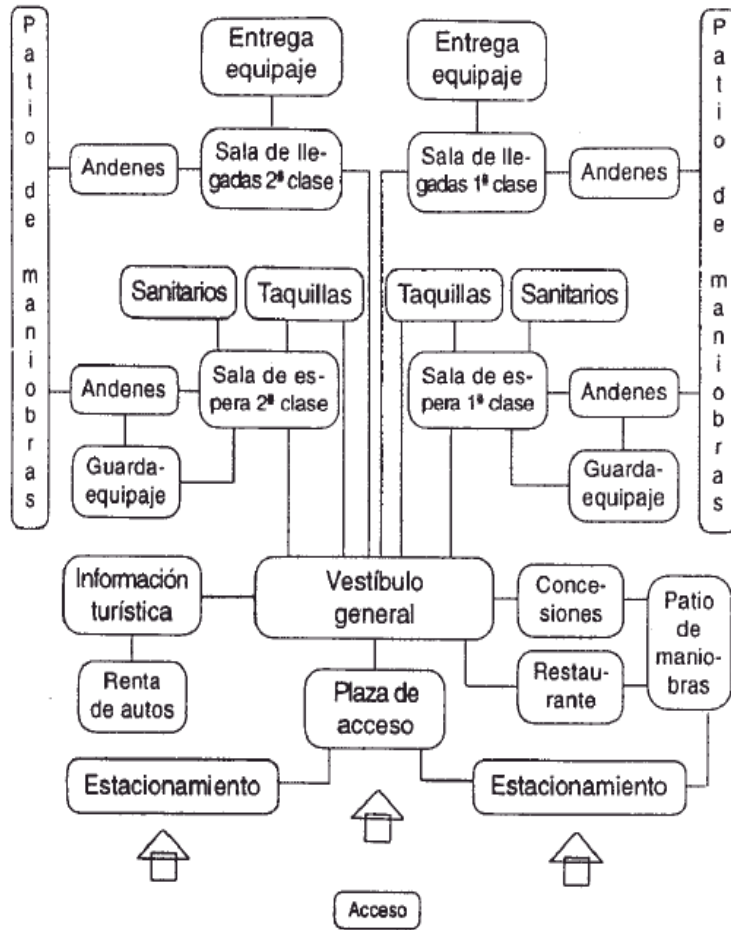 Patio de maniobras
Entrega
equipaje
Entrega
equipaje
Patio de maniobras
Andenes
Sala de lle-
gadas 2ª clase
Sala de lle-
gadas 1ª clase
Andenes
Sanitarios
Taquillas
Taquillas
Sanitarios
Andenes
Sala de es-
pera 2ª clase
Sala de es-
pera 1ª clase
Andenes
Guarda-
equipaje
Guarda-
equipaje
Información
turística
Vestíbulo
general
Conce-
siones
Patio
de
manio-
bras
Renta
de autos
Plaza de
acceso
Restau-
rante
Estacionamiento
Estacionamiento
Acceso